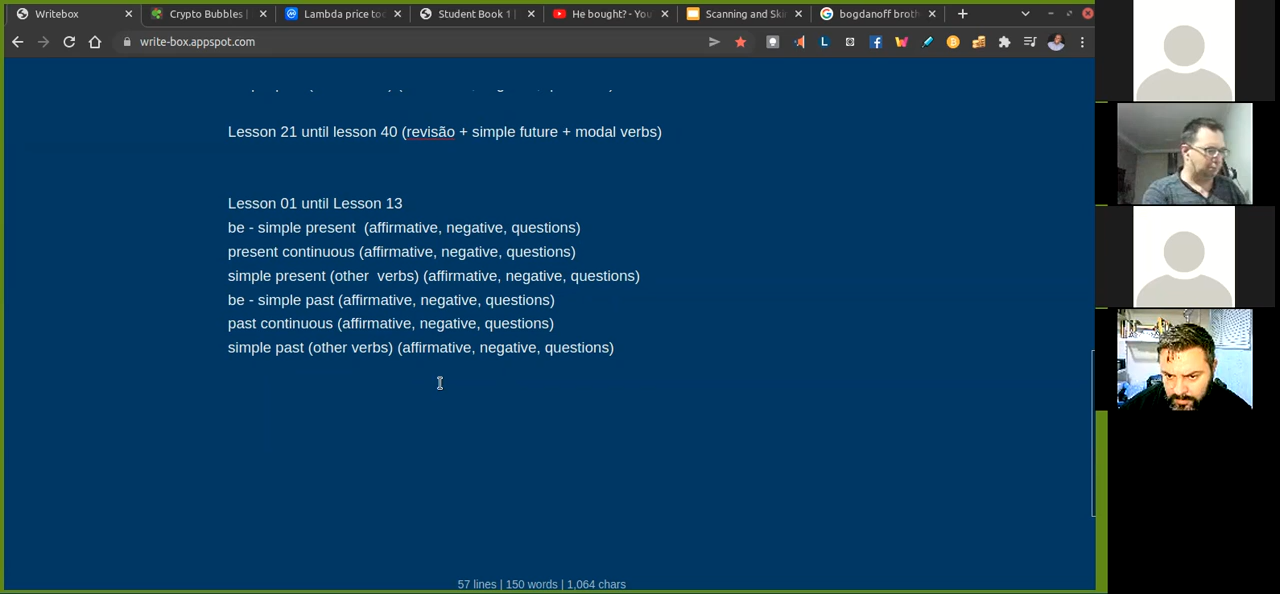 Writebox
Crypto Bubbles
Lambda price to
Student Book 1
He bought? - You
Scanning and Ski
bogdanoff broth
write-box.appspot.com
Lesson 21 until lesson 40 (revisão + simple future + modal verbs)
Lesson 01 until Lesson 13
be - simple present (affirmative, negative, questions)
present continuous (affirmative, negative, questions)
simple present (other verbs) (affirmative, negative, questions)
be - simple past (affirmative, negative, questions)
past continuous (affirmative, negative, questions)
simple past (other verbs) (affirmative, negative, questions)
57 lines | 150 words | 1,064 chars